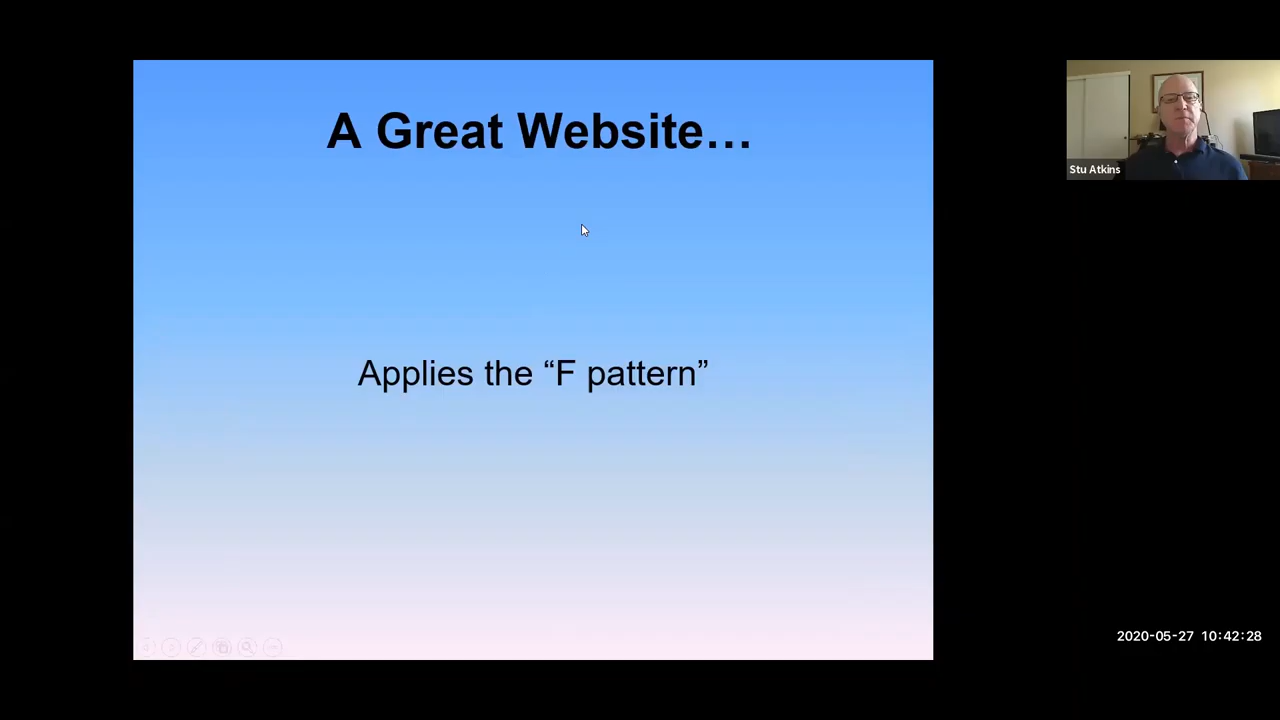 A Great Website…
Applies the “F pattern”
Stu Atkins
2020-05-27 10:42:28